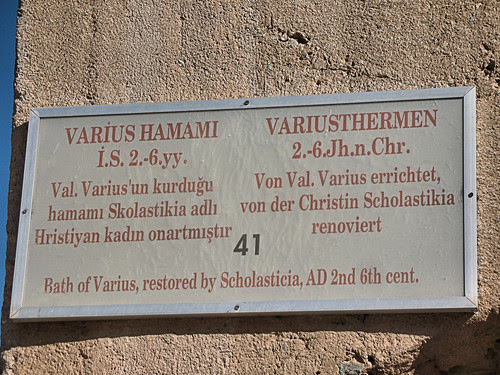 VARİUS HAMAMI
İ.S. 2.-6.yy.
Val. Varius'un kurduğu
hamamı Skolastikia adlı
Hristiyan kadın onartmıştır
VARIUSTHERMEN
2.-6.Jh.n.Chr.
Von Val. Varius errichtet,
von der Christin Scholastikia
renoviert
41
Bath of Varius, restored by Scholasticia, AD 2nd 6th cent.